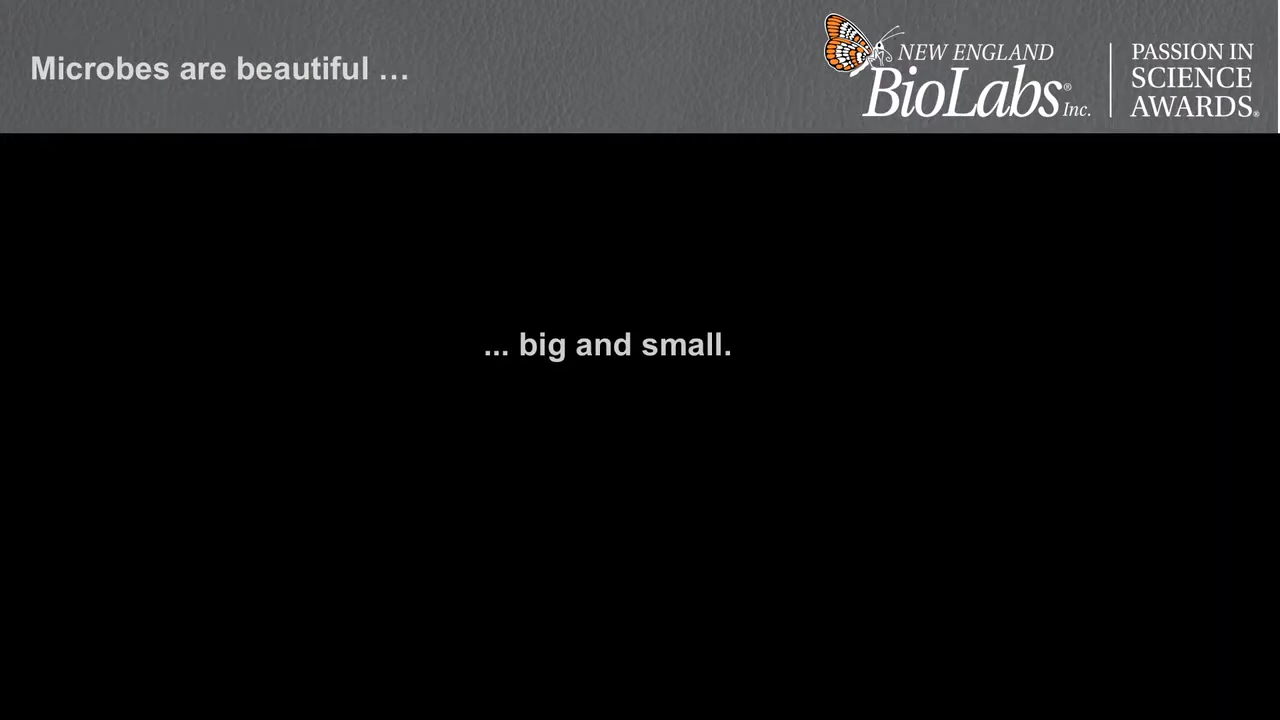 Microbes are beautiful …
NEW ENGLAND
BioLabs® Inc.
PASSION IN
SCIENCE
AWARDS®
... big and small.